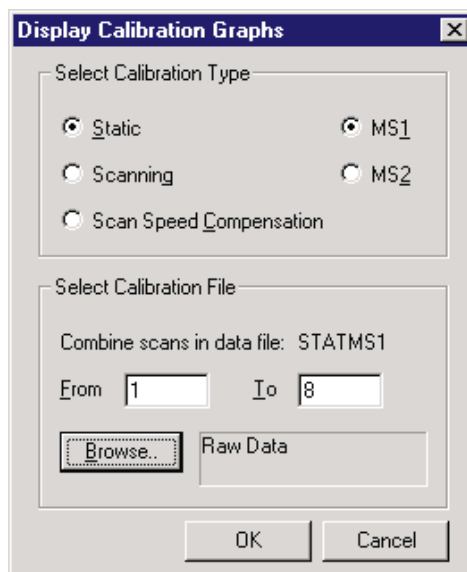 Display Calibration Graphs
Select Calibration Type
Static MS1
Scanning MS2
Scan Speed Compensation
Select Calibration File
Combine scans in data file: STATMS1
From 1 To 8
Browse.. Raw Data
OK Cancel